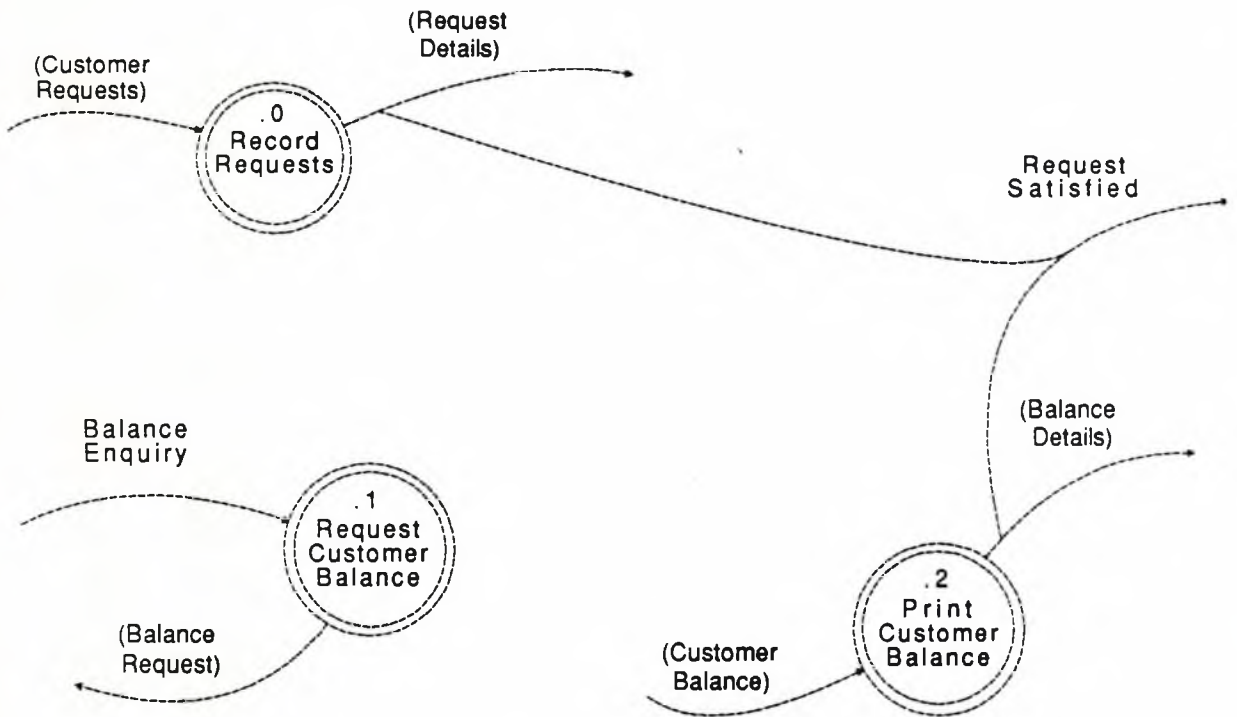 (Request
Details)
(Customer
Requests)
.0
Record
Requests
Request
Satisfied
Balance
Enquiry
(Balance
Details)
.1
Request
Customer
Balance
.2
Print
Customer
Balance
(Balance
Request)
(Customer
Balance)